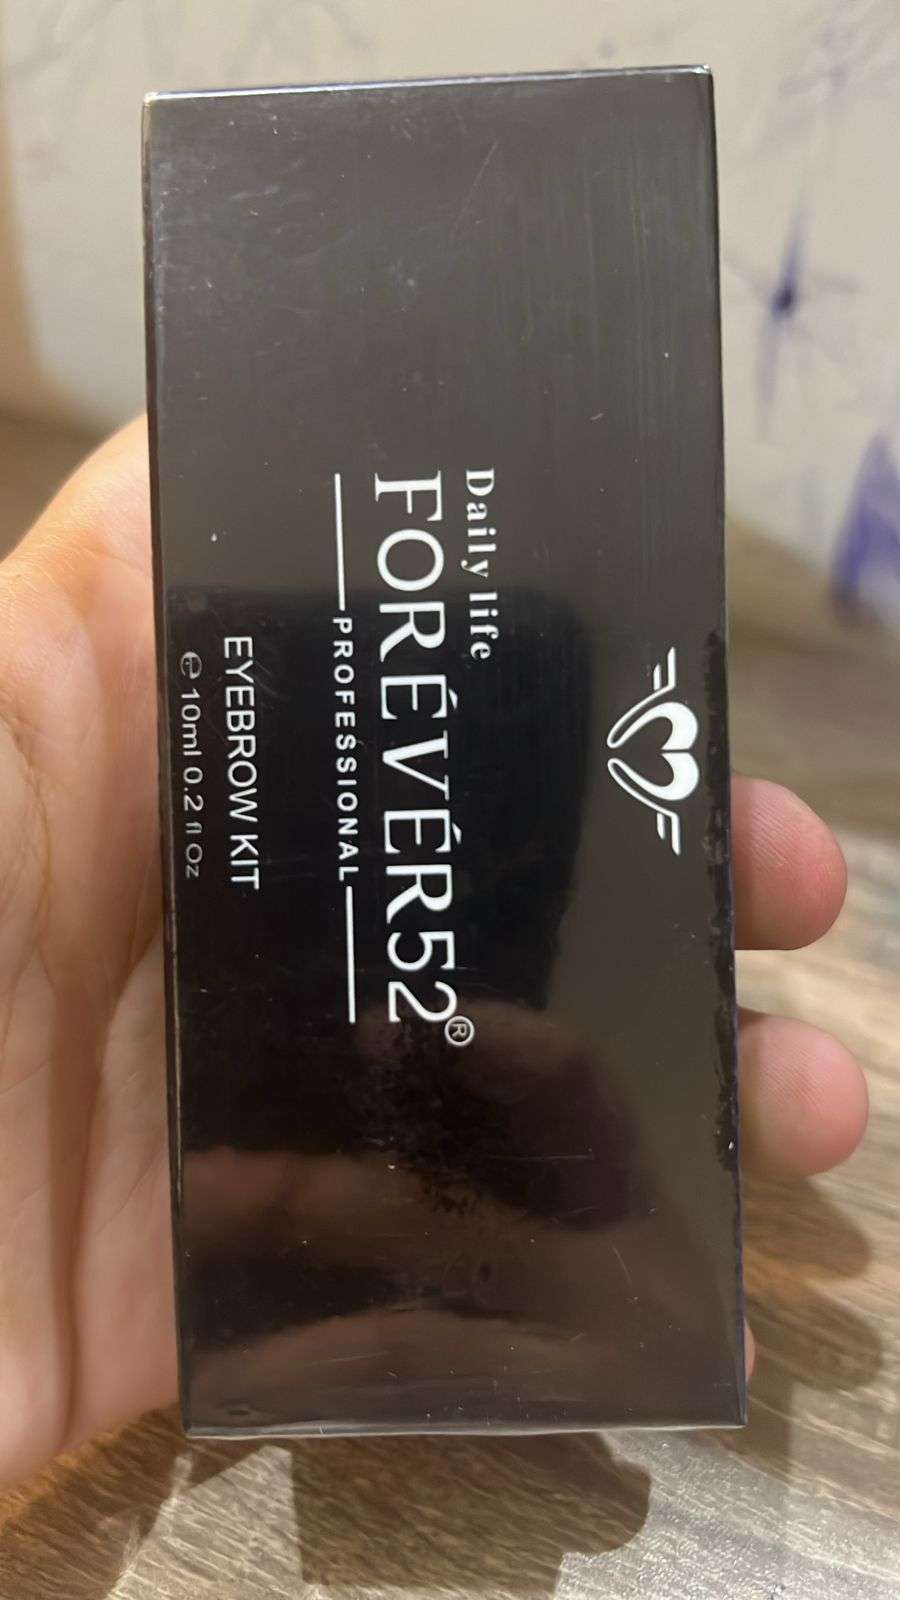 Daily life
FORÉVÉR52®
PROFESSIONAL
EYEBROW KIT
℮ 10ml 0.2 fl Oz